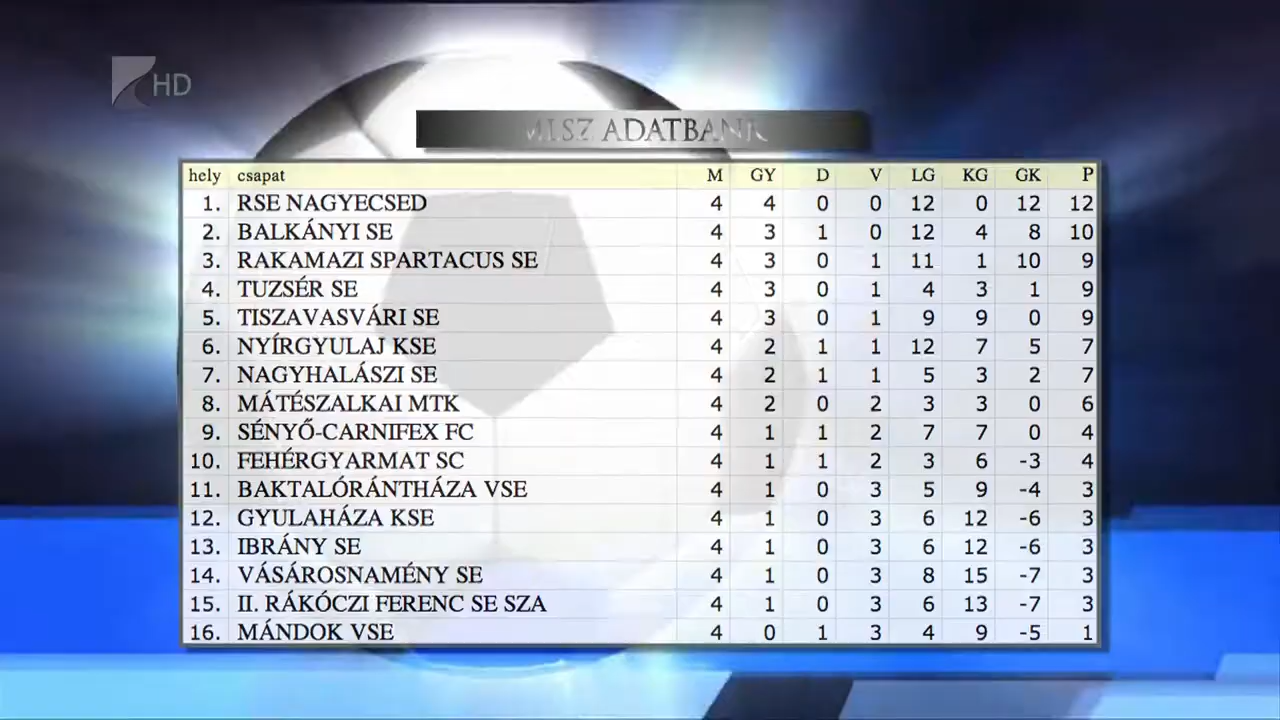 HD
MLSZ ADATBANK
hely csapat M GY D V LG KG GK P
1. RSE NAGYECSED 4 4 0 0 12 0 12 12
2. BALKÁNYI SE 4 3 1 0 12 4 8 10
3. RAKAMAZI SPARTACUS SE 4 3 0 1 11 1 10 9
4. TUZSÉR SE 4 3 0 1 4 3 1 9
5. TISZAVASVÁRI SE 4 3 0 1 9 9 0 9
6. NYÍRGYULAJ KSE 4 2 1 1 12 7 5 7
7. NAGYHALÁSZI SE 4 2 1 1 5 3 2 7
8. MÁTÉSZALKAI MTK 4 2 0 2 3 3 0 6
9. SÉNYŐ-CARNIFEX FC 4 1 1 2 7 7 0 4
10. FEHÉRGYARMAT SC 4 1 1 2 3 6 -3 4
11. BAKTALÓRÁNTHÁZA VSE 4 1 0 3 5 9 -4 3
12. GYULAHÁZA KSE 4 1 0 3 6 12 -6 3
13. IBRÁNY SE 4 1 0 3 6 12 -6 3
14. VÁSÁROSNAMÉNY SE 4 1 0 3 8 15 -7 3
15. II. RÁKÓCZI FERENC SE SZA 4 1 0 3 6 13 -7 3
16. MÁNDOK VSE 4 0 1 3 4 9 -5 1